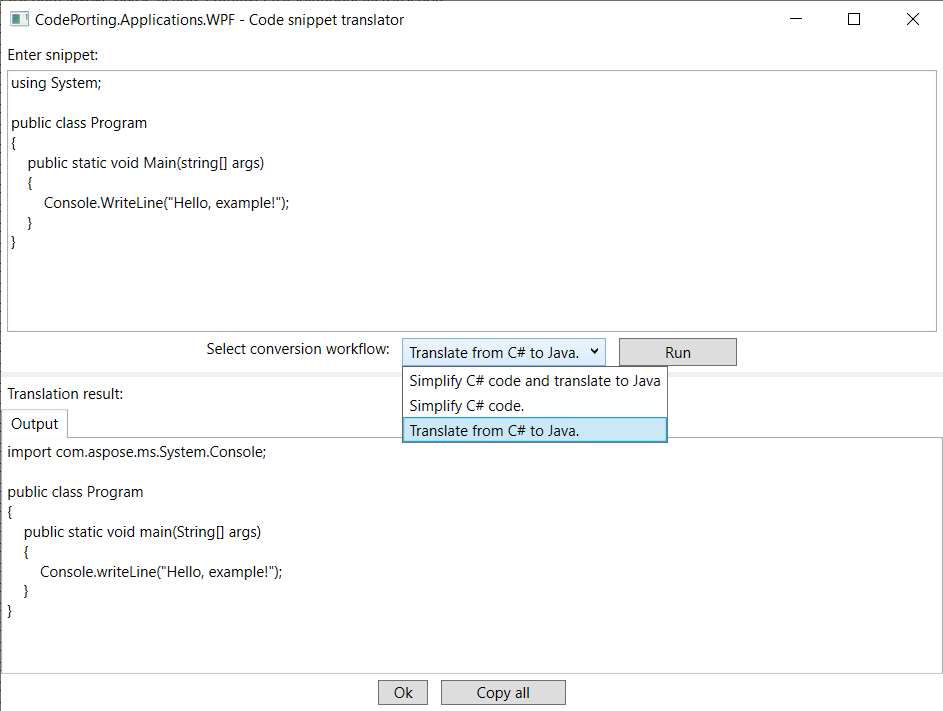 CodePorting.Applications.WPF - Code snippet translator
Enter snippet:
using System;
public class Program
{
public static void Main(string[] args)
{
Console.WriteLine("Hello, example!");
}
}
Select conversion workflow:
Translate from C# to Java.
Run
Simplify C# code and translate to Java
Simplify C# code.
Translate from C# to Java.
Translation result:
Output
import com.aspose.ms.System.Console;
public class Program
{
public static void main(String[] args)
{
Console.writeLine("Hello, example!");
}
}
Ok
Copy all